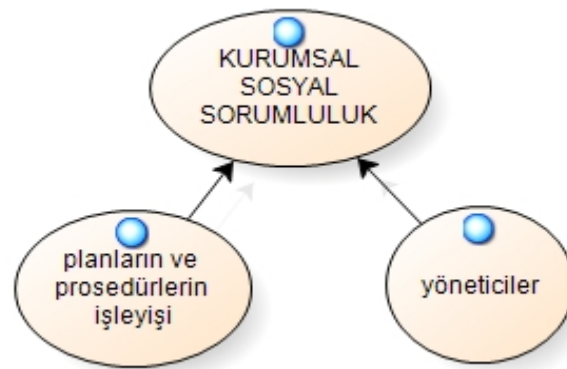 KURUMSAL
SOSYAL
SORUMLULUK
planların ve
prosedürlerin
işleyişi
yöneticiler